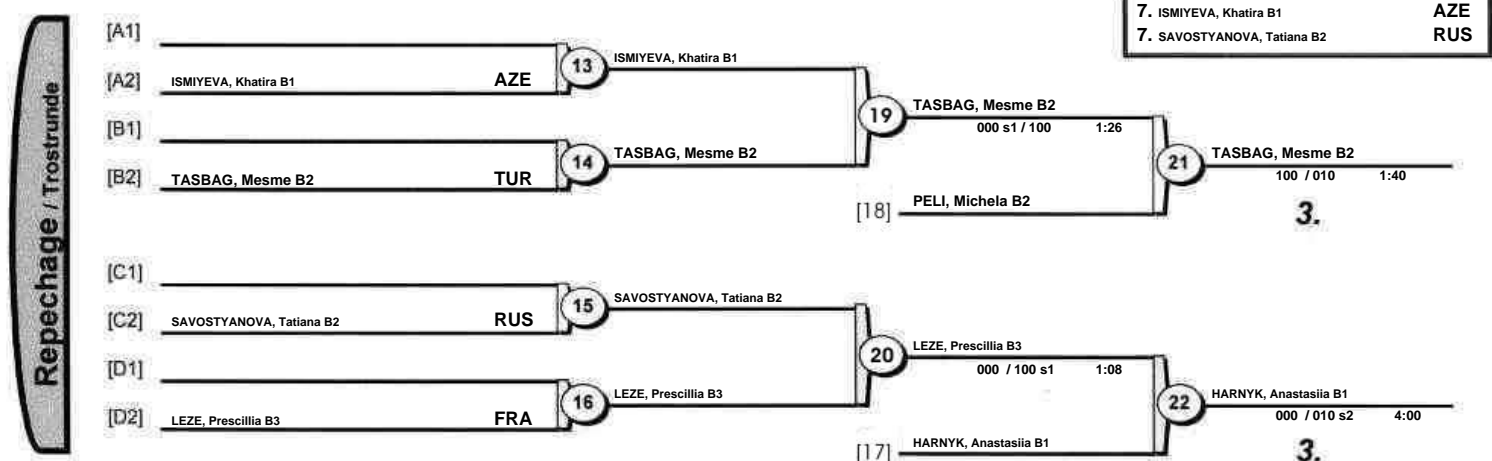 7. ISMIYEVA, Khatira B1 AZE
7. SAVOSTYANOVA, Tatiana B2 RUS
Repechage / Trostrunde
[A1]
[A2] ISMIYEVA, Khatira B1 AZE
13 ISMIYEVA, Khatira B1
[B1]
[B2] TASBAG, Mesme B2 TUR
14 TASBAG, Mesme B2
19 TASBAG, Mesme B2
000 s1 / 100 1:26
[18] PELI, Michela B2
21 TASBAG, Mesme B2
100 / 010 1:40
3.
[C1]
[C2] SAVOSTYANOVA, Tatiana B2 RUS
15 SAVOSTYANOVA, Tatiana B2
[D1]
[D2] LEZE, Prescillia B3 FRA
16 LEZE, Prescillia B3
20 LEZE, Prescillia B3
000 / 100 s1 1:08
[17] HARNYK, Anastasiia B1
22 HARNYK, Anastasiia B1
000 / 010 s2 4:00
3.